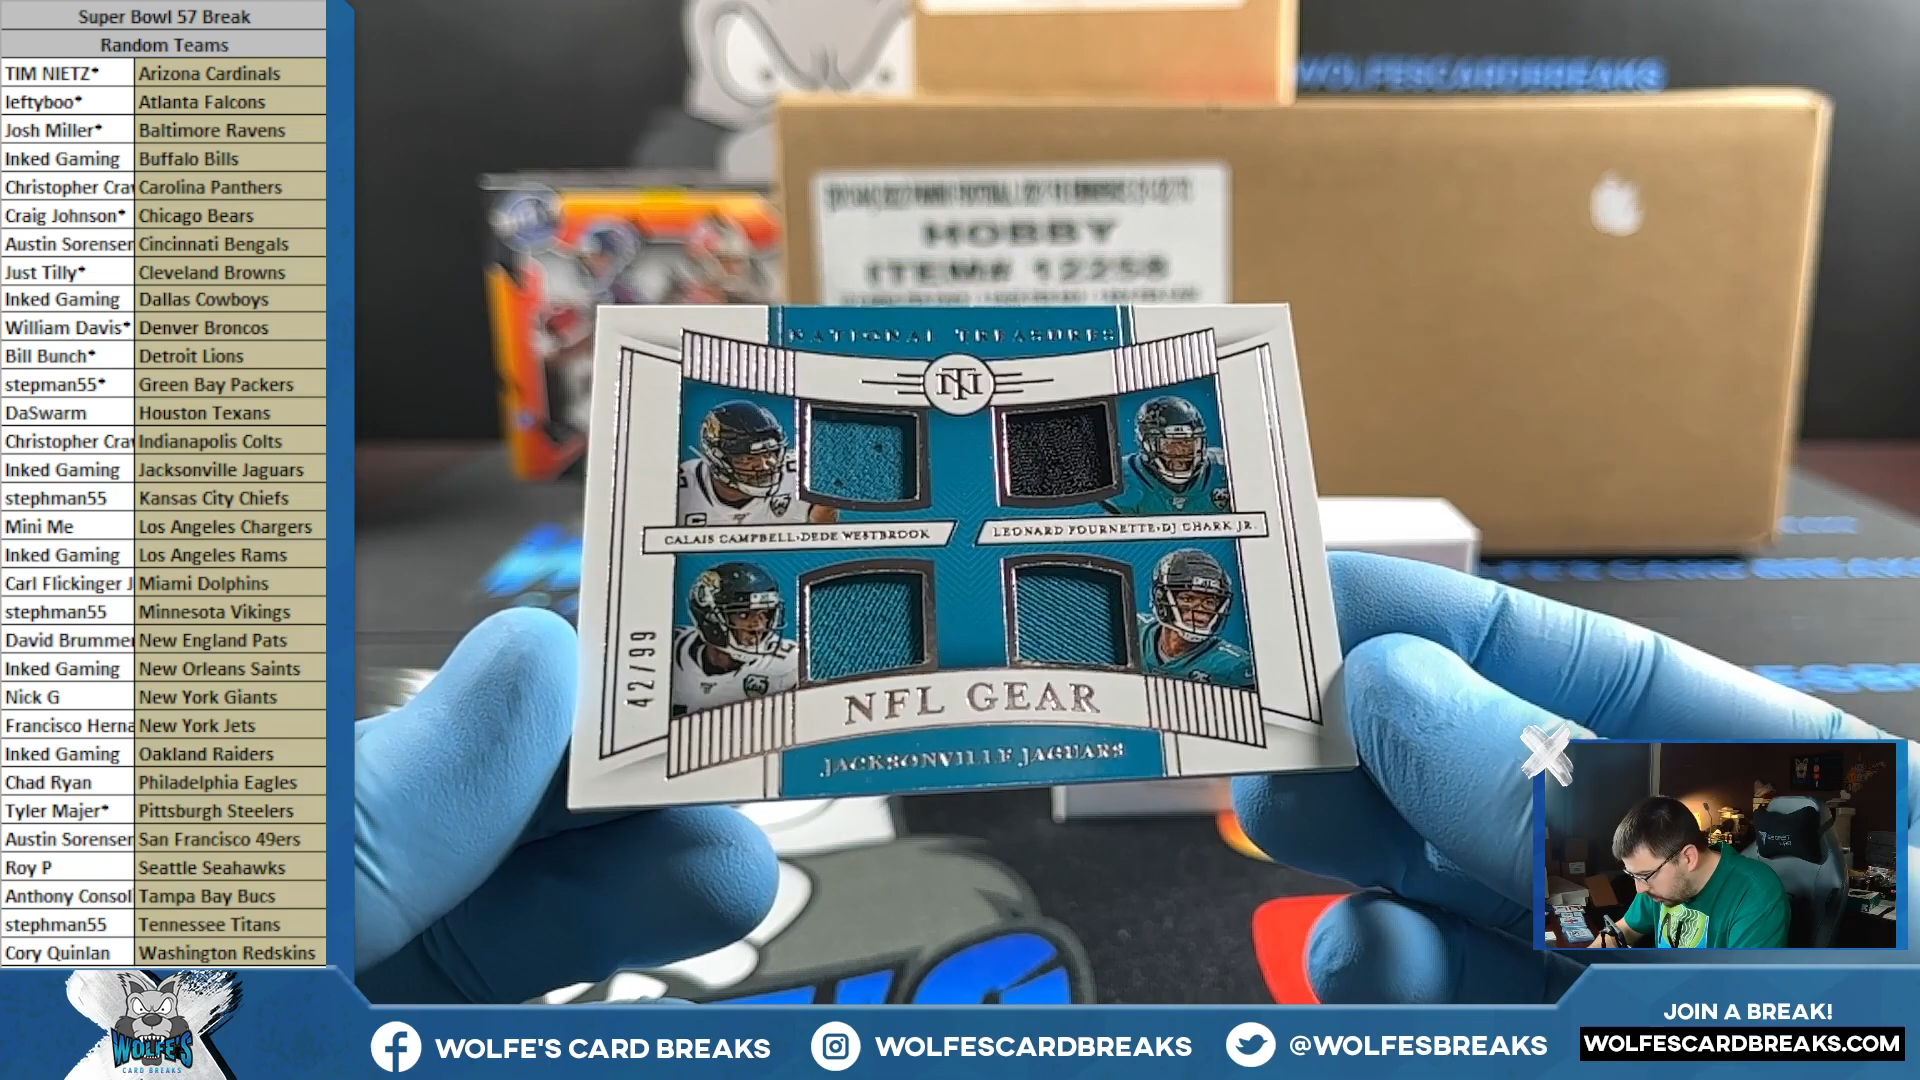 Super Bowl 57 Break
Random Teams
TIM NIETZ* Arizona Cardinals
leftyboo* Atlanta Falcons
Josh Miller* Baltimore Ravens
Inked Gaming Buffalo Bills
Christopher Cra Carolina Panthers
Craig Johnson* Chicago Bears
Austin Sorensen Cincinnati Bengals
Just Tilly* Cleveland Browns
Inked Gaming Dallas Cowboys
William Davis* Denver Broncos
Bill Bunch* Detroit Lions
stepman55* Green Bay Packers
DaSwarm Houston Texans
Christopher Cra Indianapolis Colts
Inked Gaming Jacksonville Jaguars
stephman55 Kansas City Chiefs
Mini Me Los Angeles Chargers
Inked Gaming Los Angeles Rams
Carl Flickinger J Miami Dolphins
stephman55 Minnesota Vikings
David Brummer New England Pats
Inked Gaming New Orleans Saints
Nick G New York Giants
Francisco Herna New York Jets
Inked Gaming Oakland Raiders
Chad Ryan Philadelphia Eagles
Tyler Majer* Pittsburgh Steelers
Austin Sorensen San Francisco 49ers
Roy P Seattle Seahawks
Anthony Consol Tampa Bay Bucs
stephman55 Tennessee Titans
Cory Quinlan Washington Redskins
WOLFESCARDBREAKS
HOBBY
ITEM# 12258
NATIONAL TREASURES
NT
CALAIS CAMPBELL•DEDE WESTBROOK
LEONARD FOURNETTE•DJ CHARK JR.
42/99
NFL GEAR
JACKSONVILLE JAGUARS
WOLFE'S
CARD BREAKS
WOLFE'S CARD BREAKS
WOLFESCARDBREAKS
@WOLFESBREAKS
JOIN A BREAK!
WOLFESCARDBREAKS.COM